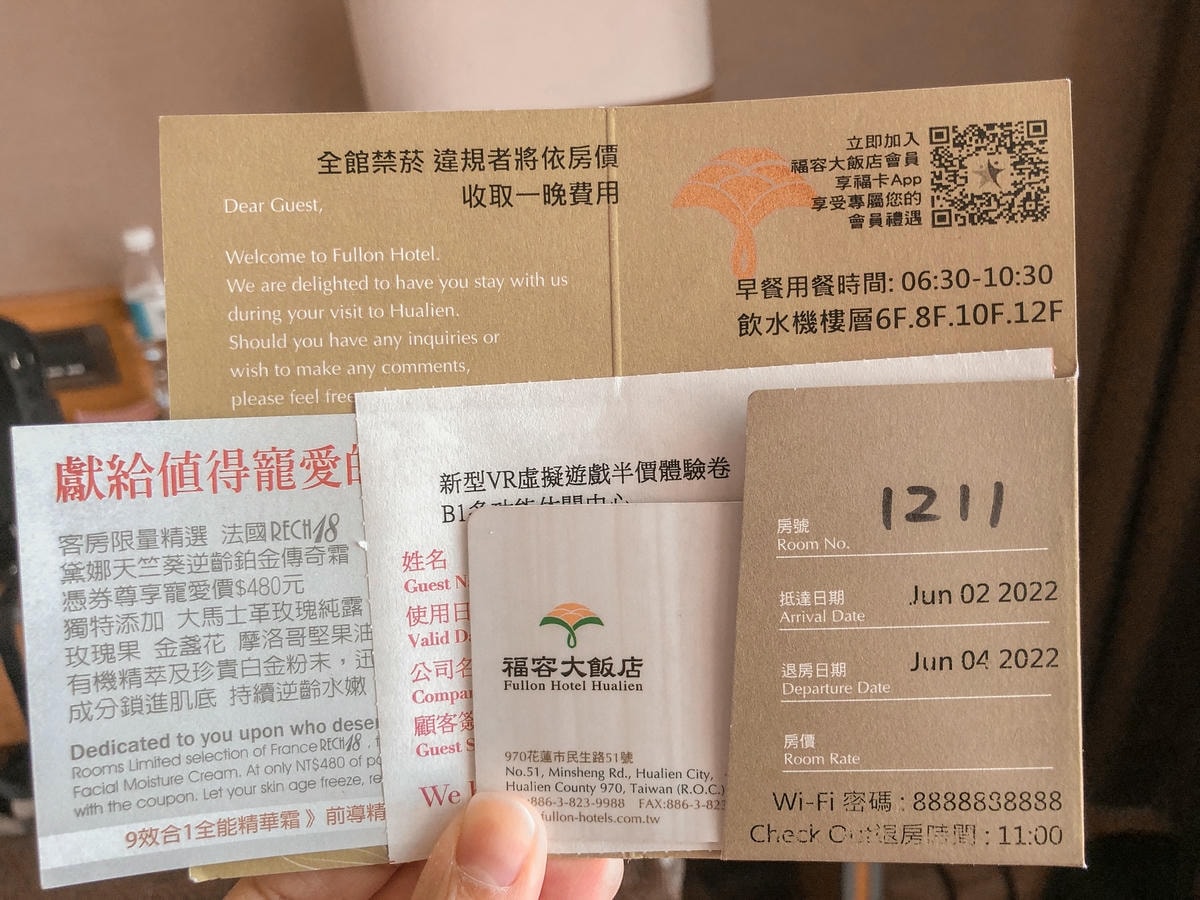 全館禁菸 違規者將依房價
收取一晚費用
Dear Guest,
Welcome to Fullon Hotel.
We are delighted to have you stay with us
during your visit to Hualien.
Should you have any inquiries or
wish to make any comments,
please feel free
立即加入
福容大飯店會員
享福卡App
享受專屬您的
會員禮遇
早餐用餐時間: 06:30-10:30
飲水機樓層6F.8F.10F.12F
獻給值得寵愛的
客房限量精選 法國RECH18
黛娜天竺葵逆齡鉑金傳奇霜
憑券尊享寵愛價$480元
獨特添加 大馬士革玫瑰純露
玫瑰果 金盞花 摩洛哥堅果油
有機精萃及珍貴白金粉末，迅
成分鎖進肌底 持續逆齡水嫩
Dedicated to you upon who
Rooms Limited selection of France RECH18,
Facial Moisture Cream. At only NT$480 of
with the coupon. Let your skin age freeze,
9效合1全能精華霜》前導精
新型VR虛擬遊戲半價體驗卷
B1多功能休閒中心
姓名
Guest
使用日
Valid
公司名
顧客簽
Guest
We
福容大飯店
Fullon Hotel Hualien
970花蓮市民生路51號
No.51, Minsheng Rd., Hualien City,
Hualien County 970, Taiwan (R.O.C.)
:886-3-823-9988 FAX:886-3-823
fullon-hotels.com.tw
房號
Room No.
1211
抵達日期
Arrival Date
Jun 02 2022
退房日期
Departure Date
Jun 04 2022
房價
Room Rate
Wi-Fi 密碼 : 8888888888
Check Out退房時間 : 11:00